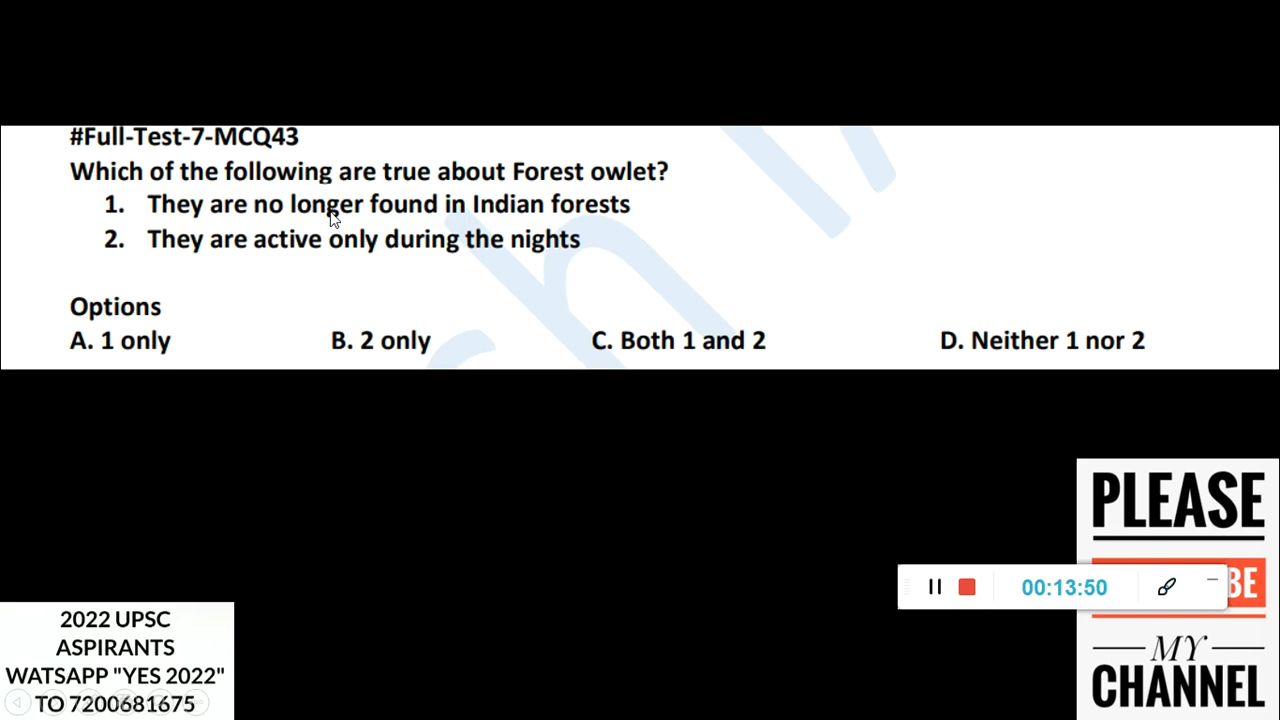 #Full-Test-7-MCQ43
Which of the following are true about Forest owlet?
1. They are no longer found in Indian forests
2. They are active only during the nights
Options
A. 1 only B. 2 only C. Both 1 and 2 D. Neither 1 nor 2
PLEASE
BE
00:13:50
MY
CHANNEL
2022 UPSC
ASPIRANTS
WATSAPP "YES 2022"
TO 7200681675